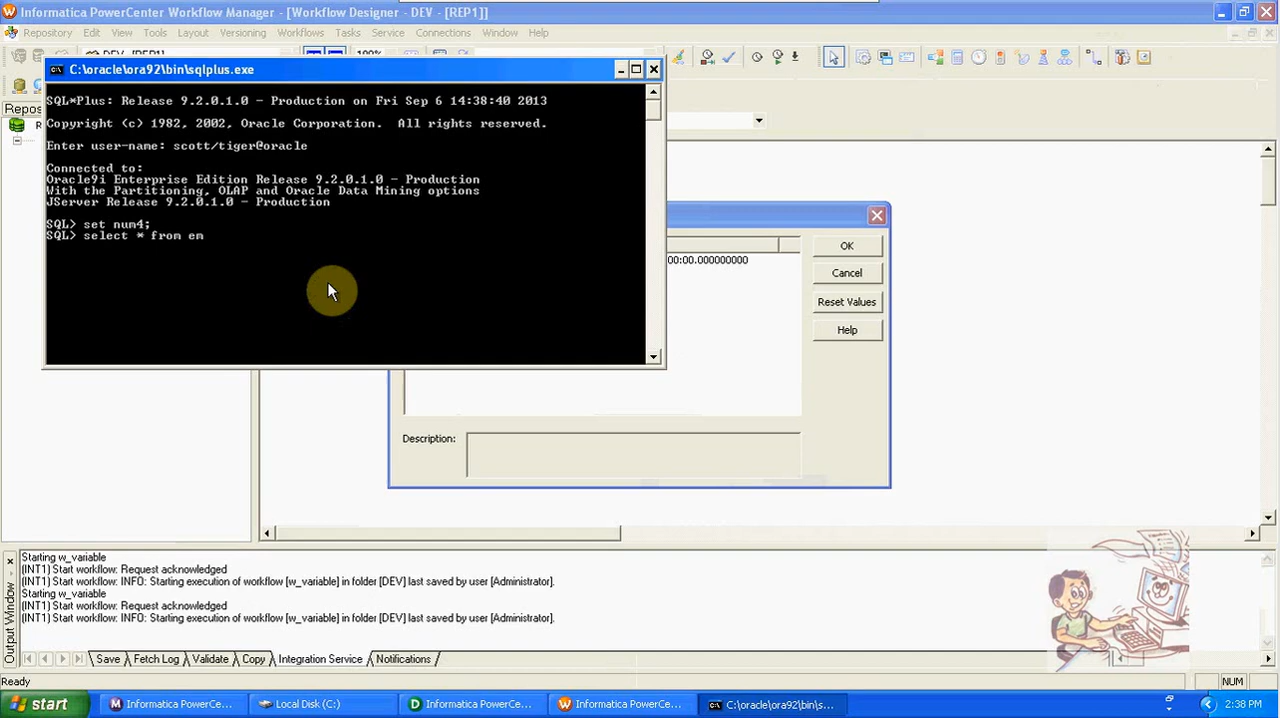 Informatica PowerCenter Workflow Manager - [Workflow Designer - DEV - [REP1]]
Repository Edit View Tools Layout Versioning Workflows Tasks Service Connections Window Help
C:\oracle\ora92\bin\sqlplus.exe
SQL*Plus: Release 9.2.0.1.0 - Production on Fri Sep 6 14:38:40 2013
Copyright (c) 1982, 2002, Oracle Corporation. All rights reserved.
Enter user-name: scott/tiger@oracle
Connected to:
Oracle9i Enterprise Edition Release 9.2.0.1.0 - Production
With the Partitioning, OLAP and Oracle Data Mining options
JServer Release 9.2.0.1.0 - Production
SQL> set num4;
SQL> select * from em
Repos
00:00.000000000
OK
Cancel
Reset Values
Help
Description:
Output Window
Starting w_variable
(INT1) Start workflow: Request acknowledged
(INT1) Start workflow: INFO: Starting execution of workflow [w_variable] in folder [DEV] last saved by user [Administrator].
Starting w_variable
(INT1) Start workflow: Request acknowledged
(INT1) Start workflow: INFO: Starting execution of workflow [w_variable] in folder [DEV] last saved by user [Administrator].
Save Fetch Log Validate Copy Integration Service Notifications
Ready
NUM
start
Informatica PowerCe...
Local Disk (C:)
Informatica PowerCe...
Informatica PowerCe...
C:\oracle\ora92\bin\s...
2:38 PM